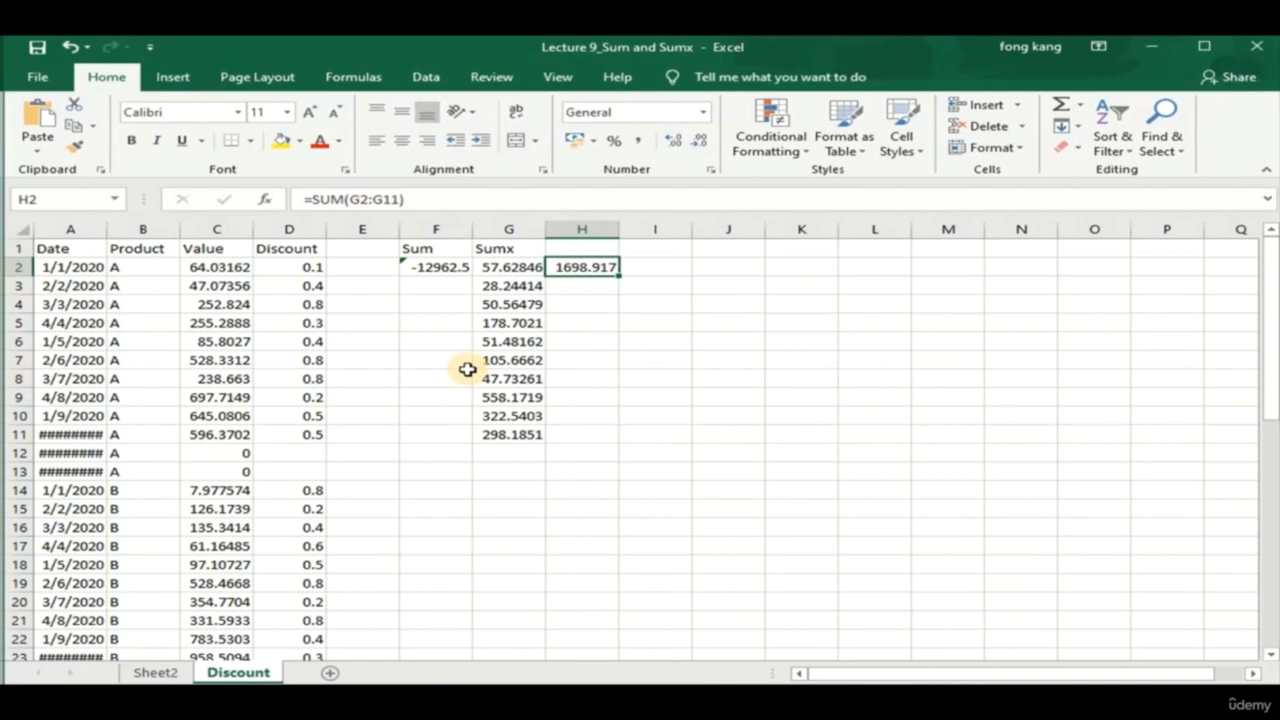 Lecture 9_Sum and Sumx - Excel
fong kang
File Home Insert Page Layout Formulas Data Review View Help Tell me what you want to do Share
Paste
Calibri 11
General
Conditional Formatting
Format as Table
Cell Styles
Insert
Delete
Format
Sort & Filter
Find & Select
Clipboard Font Alignment Number Styles Cells Editing
H2 fx =SUM(G2:G11)
A B C D E F G H I J K L M N O P Q
1 Date Product Value Discount Sum Sumx
2 1/1/2020 A 64.03162 0.1 -12962.5 57.62846 1698.917
3 2/2/2020 A 47.07356 0.4 28.24414
4 3/3/2020 A 252.824 0.8 50.56479
5 4/4/2020 A 255.2888 0.3 178.7021
6 1/5/2020 A 85.8027 0.4 51.48162
7 2/6/2020 A 528.3312 0.8 105.6662
8 3/7/2020 A 238.663 0.8 47.73261
9 4/8/2020 A 697.7149 0.2 558.1719
10 1/9/2020 A 645.0806 0.5 322.5403
11 ######## A 596.3702 0.5 298.1851
12 ######## A 0
13 ######## A 0
14 1/1/2020 B 7.977574 0.8
15 2/2/2020 B 126.1739 0.2
16 3/3/2020 B 135.3414 0.4
17 4/4/2020 B 61.16485 0.6
18 1/5/2020 B 97.10727 0.5
19 2/6/2020 B 528.4668 0.8
20 3/7/2020 B 354.7704 0.2
21 4/8/2020 B 331.5933 0.8
22 1/9/2020 B 783.5303 0.4
23 ######## B 958.5094 0.3
Sheet2 Discount
ûdemy